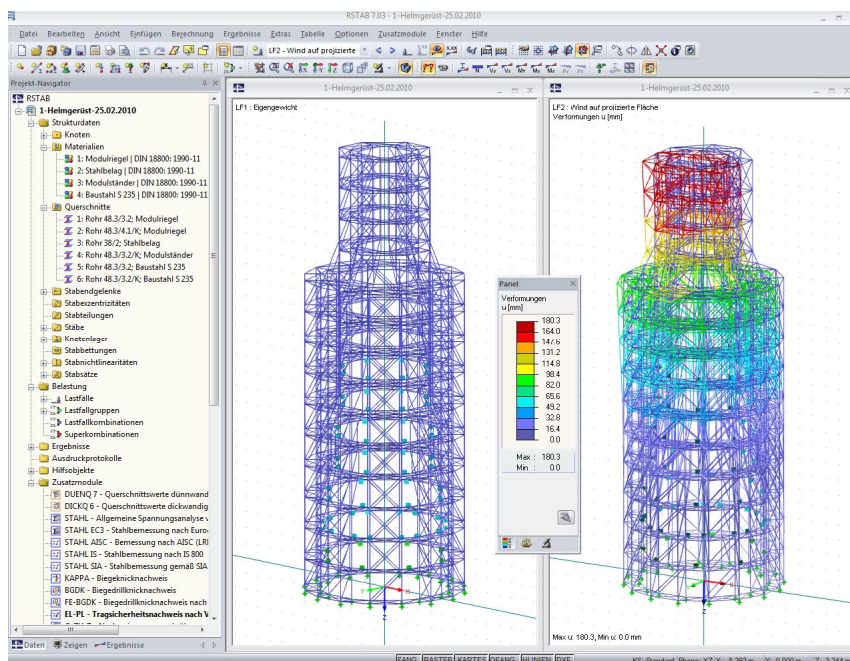 RSTAB 7.03 - 1-Helmgerüst-25.02.2010
Datei Bearbeiten Ansicht Einfügen Berechnung Ergebnisse Extras Tabelle Optionen Zusatzmodule Fenster Hilfe
LF2 - Wind auf projizierte
Projekt-Navigator
RSTAB
1-Helmgerüst-25.02.2010
Strukturdaten
Knoten
Materialien
1: Modulriegel | DIN 18800: 1990-11
2: Stahlbelag | DIN 18800: 1990-11
3: Modulständer | DIN 18800: 1990-11
4: Baustahl S 235 | DIN 18800: 1990-11
Querschnitte
1: Rohr 48.3/3.2; Modulriegel
2: Rohr 48.3/4.1/K; Modulriegel
3: Rohr 38/2; Stahlbelag
4: Rohr 48.3/3.2/K; Modulständer
5: Rohr 48.3/3.2; Baustahl S 235
6: Rohr 48.3/3.2/K; Baustahl S 235
Stabendgelenke
Stabexzentrizitäten
Stabteilungen
Stäbe
Knotenlager
Stabbettungen
Stabnichtlinearitäten
Stabsätze
Belastung
Lastfälle
Lastfallgruppen
Lastfallkombinationen
Superkombinationen
Ergebnisse
Ausdruckprotokolle
Hilfsobjekte
Zusatzmodule
DUENQ 7 - Querschnittswerte dünnwand
DICKQ 6 - Querschnittswerte dickwandig
STAHL - Allgemeine Spannungsanalyse v
STAHL EC3 - Stahlbemessung nach Euro
STAHL AISC - Bemessung nach AISC (LRI
STAHL IS - Stahlbemessung nach IS 800
STAHL SIA - Stahlbemessung gemäß SIA
KAPPA - Biegeknicknachweis
BGDK - Biegedrillknicknachweis
FE-BGDK - Biegedrillknicknachweis nach
EL-PL - Tragsicherheitsnachweis nach V
Daten Zeigen Ergebnisse
1-Helmgerüst-25.02.2010
LF1 : Eigengewicht
Z
1-Helmgerüst-25.02.2010
LF2 : Wind auf projizierte Fläche
Verformungen u [mm]
Z
Max u: 180.3, Min u: 0.0 mm
Panel
Verformungen
u [mm]
180.3
164.0
147.6
131.2
114.8
98.4
82.0
65.6
49.2
32.8
16.4
0.0
Max : 180.3
Min : 0.0
FANG RASTER KARTES OFANG HLINIEN DXF